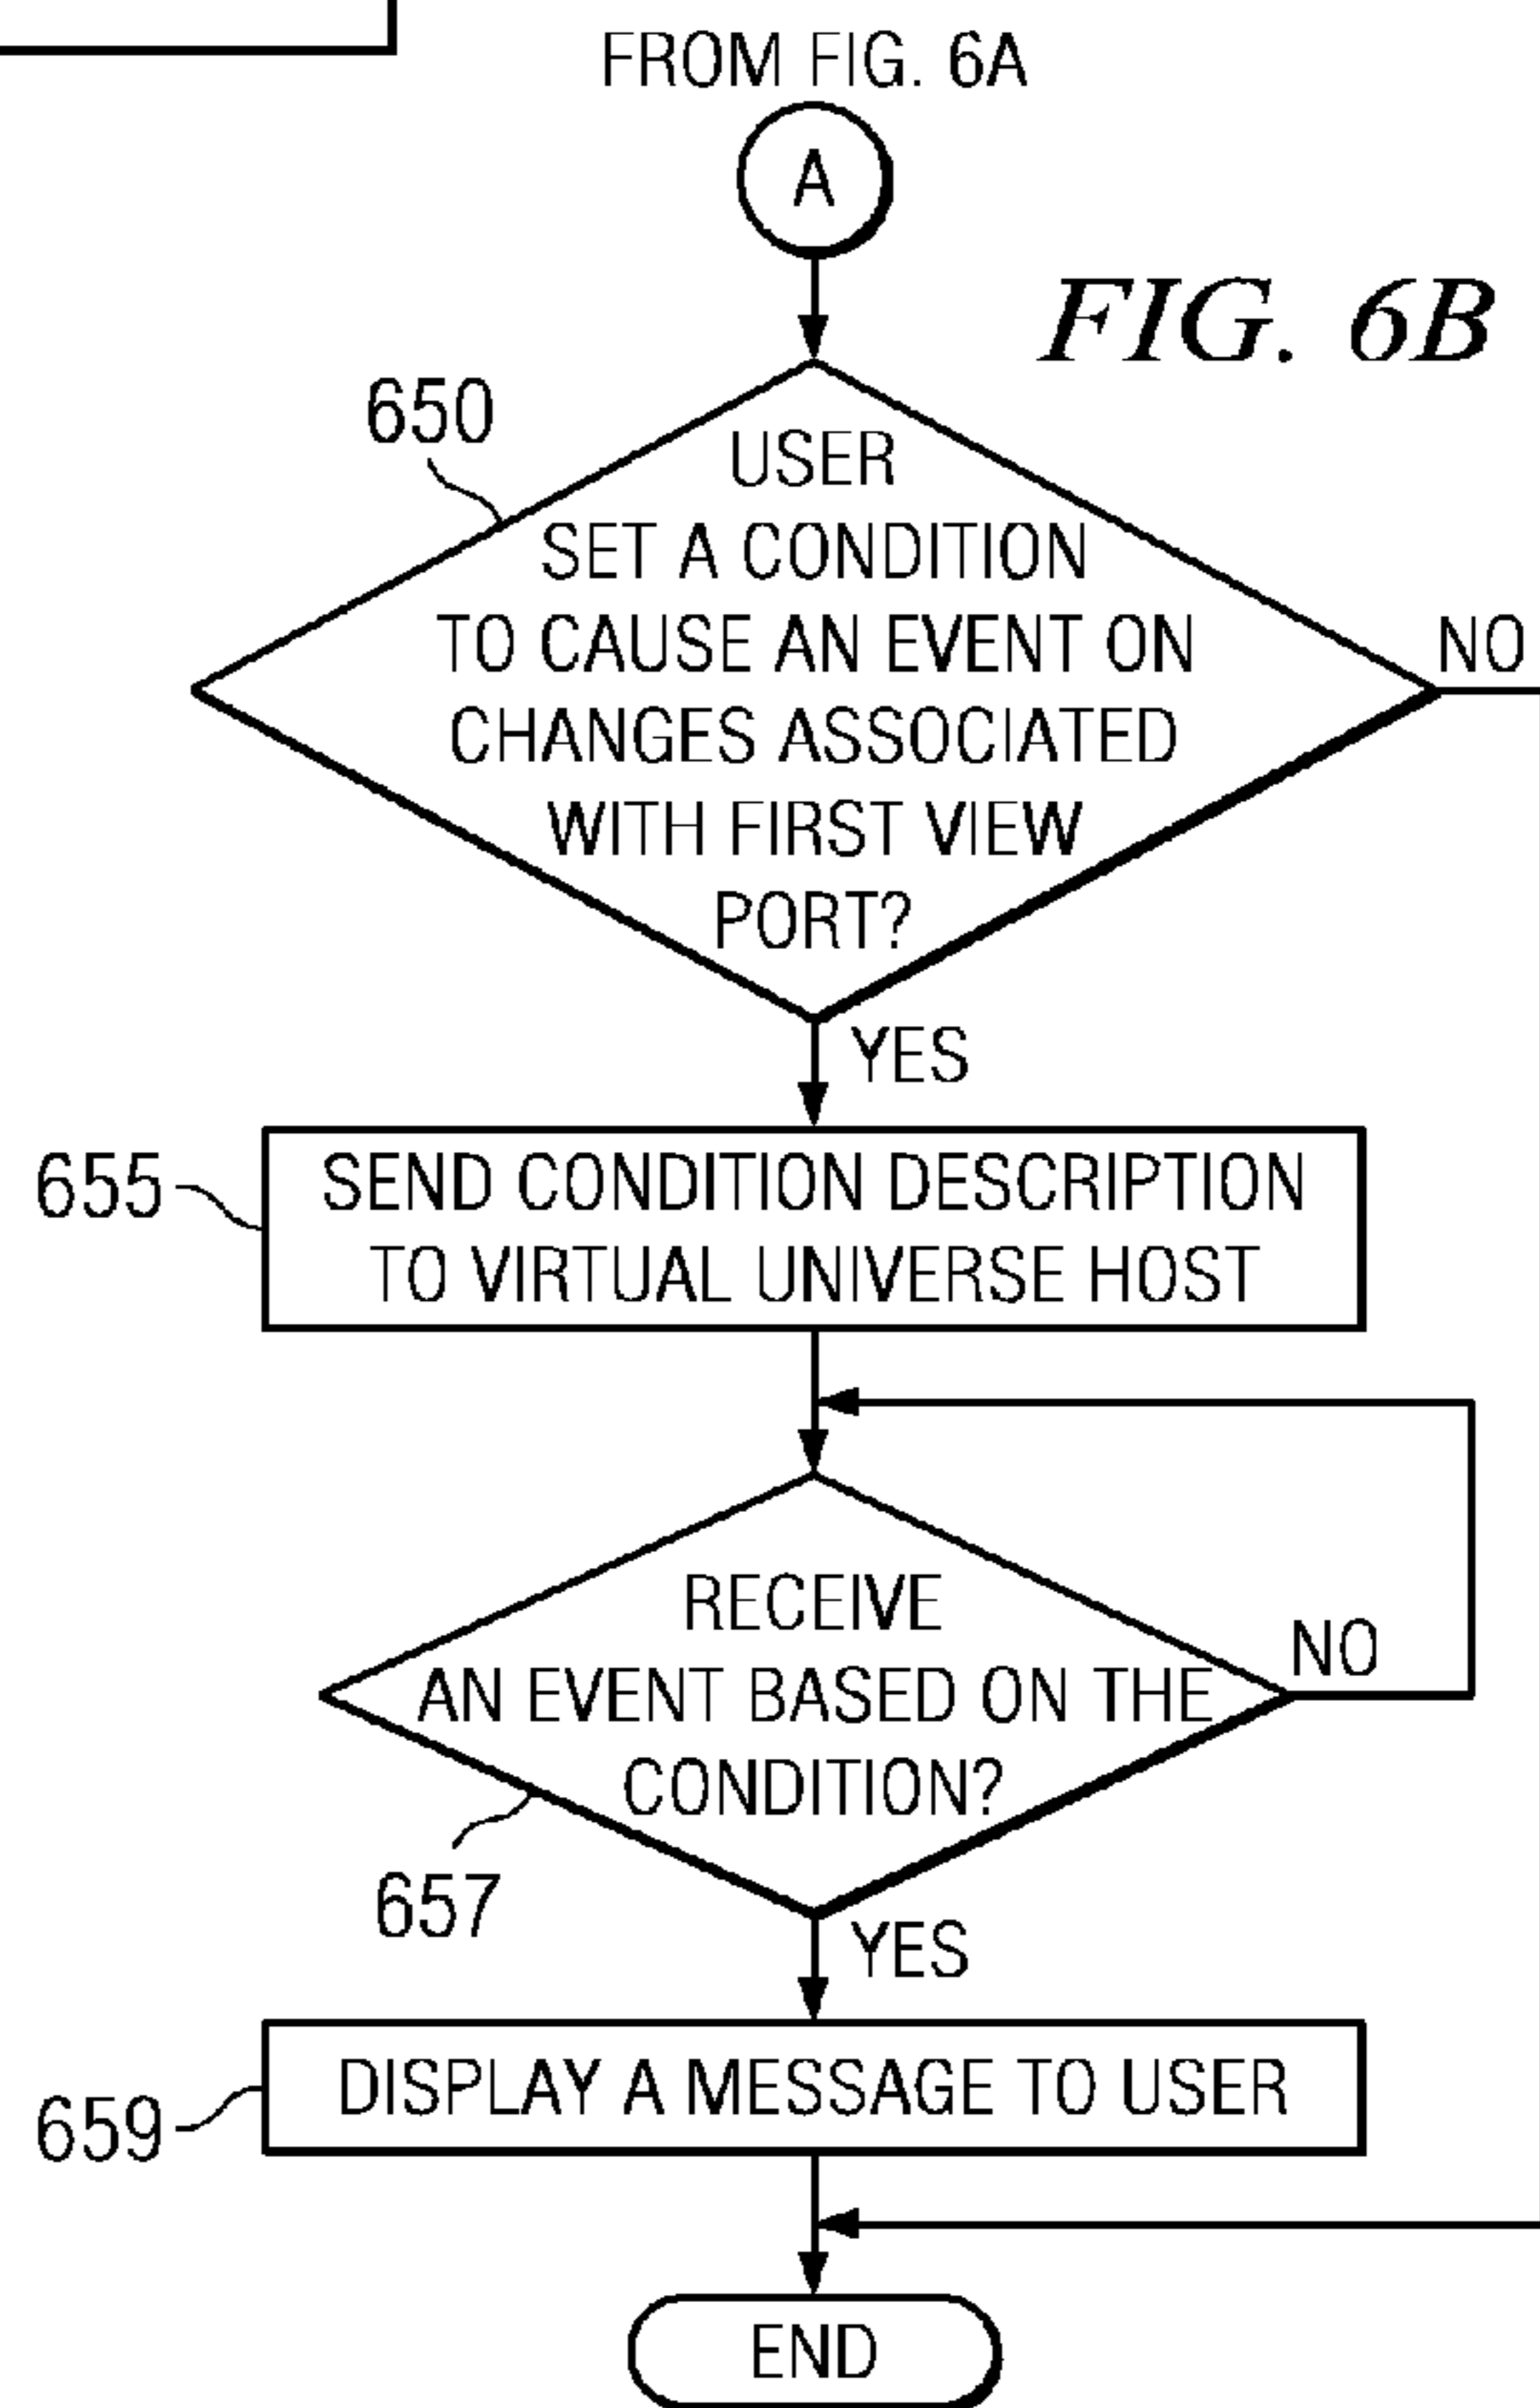 FROM FIG. 6A
A
FIG. 6B
650
USER
SET A CONDITION
TO CAUSE AN EVENT ON
CHANGES ASSOCIATED
WITH FIRST VIEW
PORT?
NO
YES
655
SEND CONDITION DESCRIPTION
TO VIRTUAL UNIVERSE HOST
RECEIVE
AN EVENT BASED ON THE
CONDITION?
NO
657
YES
659
DISPLAY A MESSAGE TO USER
END